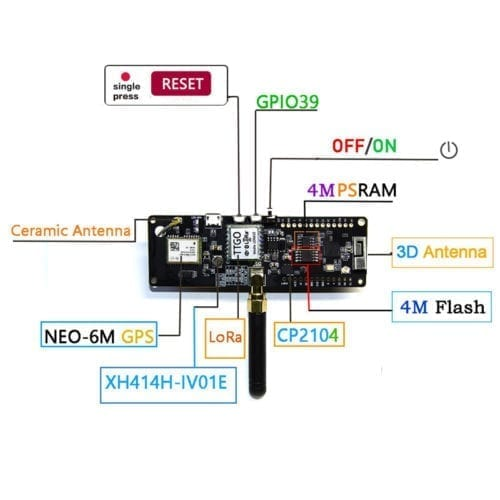 single
press
RESET
GPIO39
OFF/ON
4MPSRAM
Ceramic Antenna
TTGO
3D Antenna
4M Flash
NEO-6M GPS
LoRa
CP2104
XH414H-IV01E